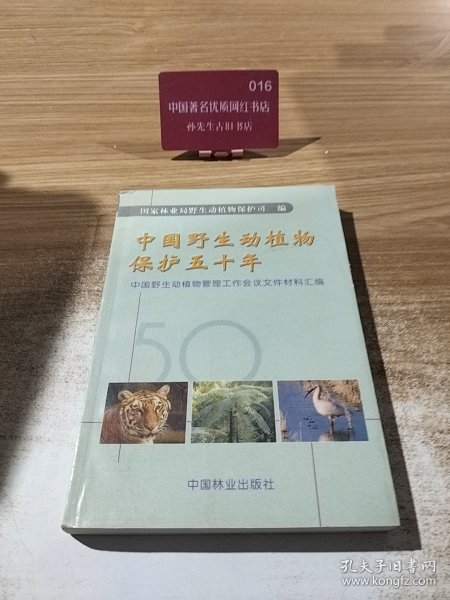 016
中国著名优质网红书店
孙先生古旧书店
国家林业局野生动植物保护司 编
中国野生动植物
保护五十年
中国野生动植物管理工作会议文件材料汇编
50
中国林业出版社
孔夫子旧书网
www.kongfz.com